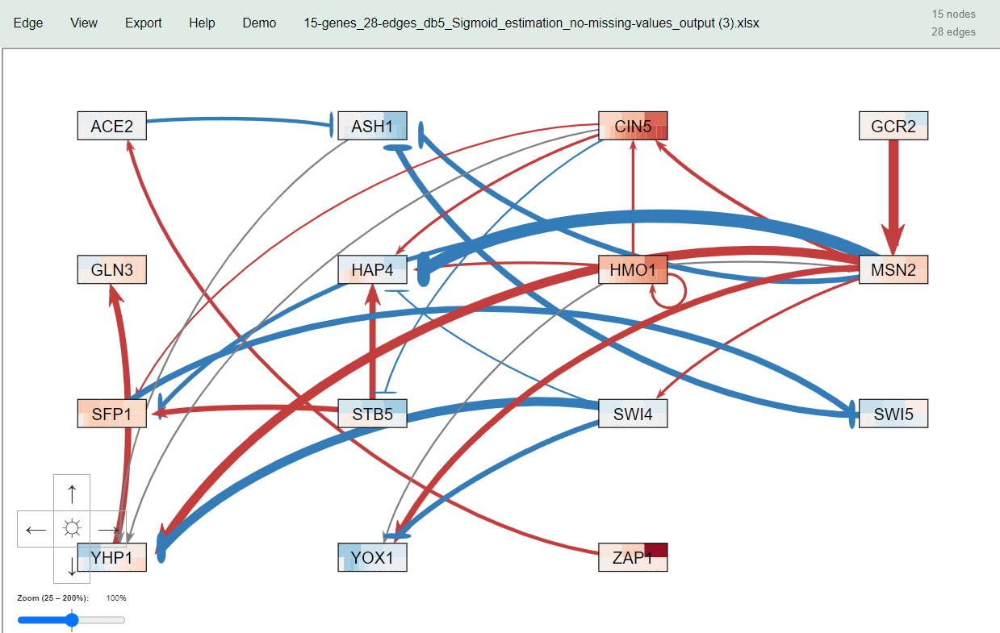 Edge View Export Help Demo 15-genes_28-edges_db5_Sigmoid_estimation_no-missing-values_output (3).xlsx
15 nodes
28 edges
ACE2 ASH1 CIN5 GCR2
GLN3 HAP4 HMO1 MSN2
SFP1 STB5 SWI4 SWI5
YHP1 YOX1 ZAP1
Zoom (25 – 200%): 100%